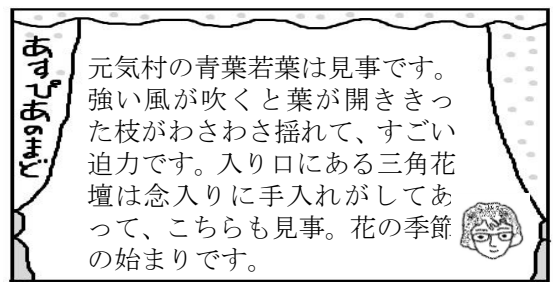 あすぴあのまど
元気村の青葉若葉は見事です。
強い風が吹くと葉が開ききっ
た枝がわさわさ揺れて、すごい
迫力です。入り口にある三角花
壇は念入りに手入れがしてあ
って、こちらも見事。花の季節
の始まりです。